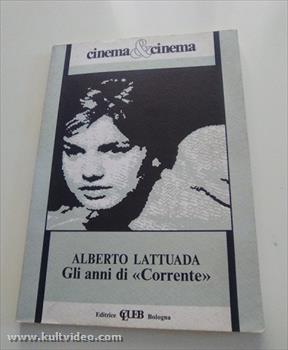 cinema&cinema
ALBERTO LATTUADA
Gli anni di «Corrente»
Editrice CLUEB Bologna
www.kultvideo.com